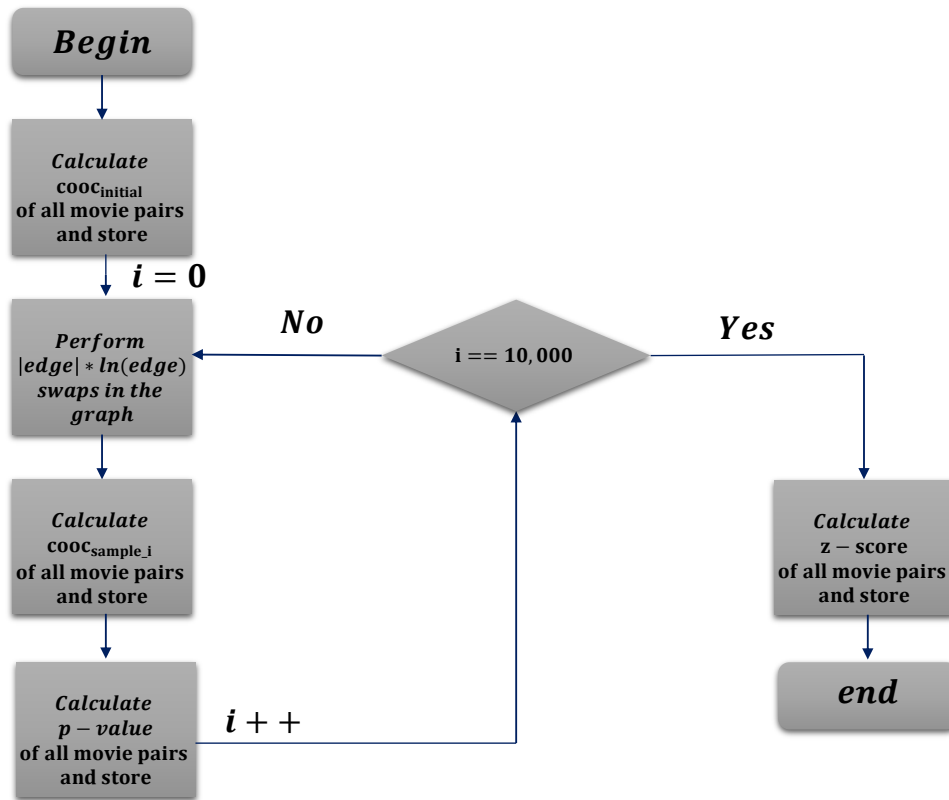 Begin
Calculate
cooc_initial
of all movie pairs
and store
i = 0
Perform
|edge| * ln(edge)
swaps in the
graph
Calculate
cooc_sample_i
of all movie pairs
and store
Calculate
p − value
of all movie pairs
and store
i + +
No
i == 10,000
Yes
Calculate
z − score
of all movie pairs
and store
end